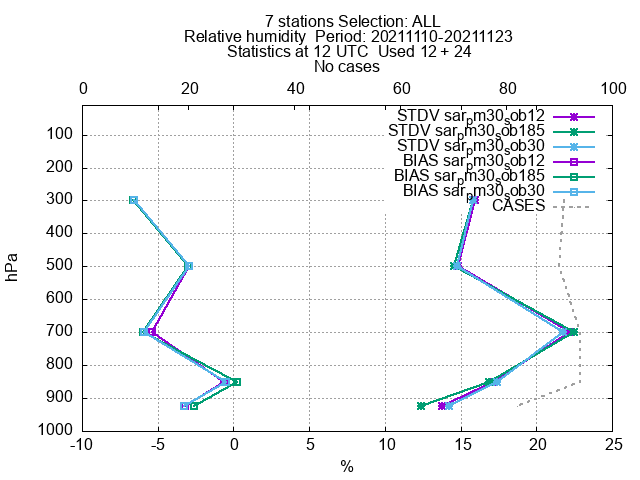 7 stations Selection: ALL
Relative humidity  Period: 20211110-20211123
Statistics at 12 UTC  Used 12 + 24
No cases
0 20 40 60 80 100
STDV sar_pm30_sob12
STDV sar_pm30_sob185
STDV sar_pm30_sob30
BIAS sar_pm30_sob12
BIAS sar_pm30_sob185
BIAS sar_pm30_sob30
CASES
100
200
300
400
500
600
700
800
900
1000
hPa
-10 -5 0 5 10 15 20 25
%